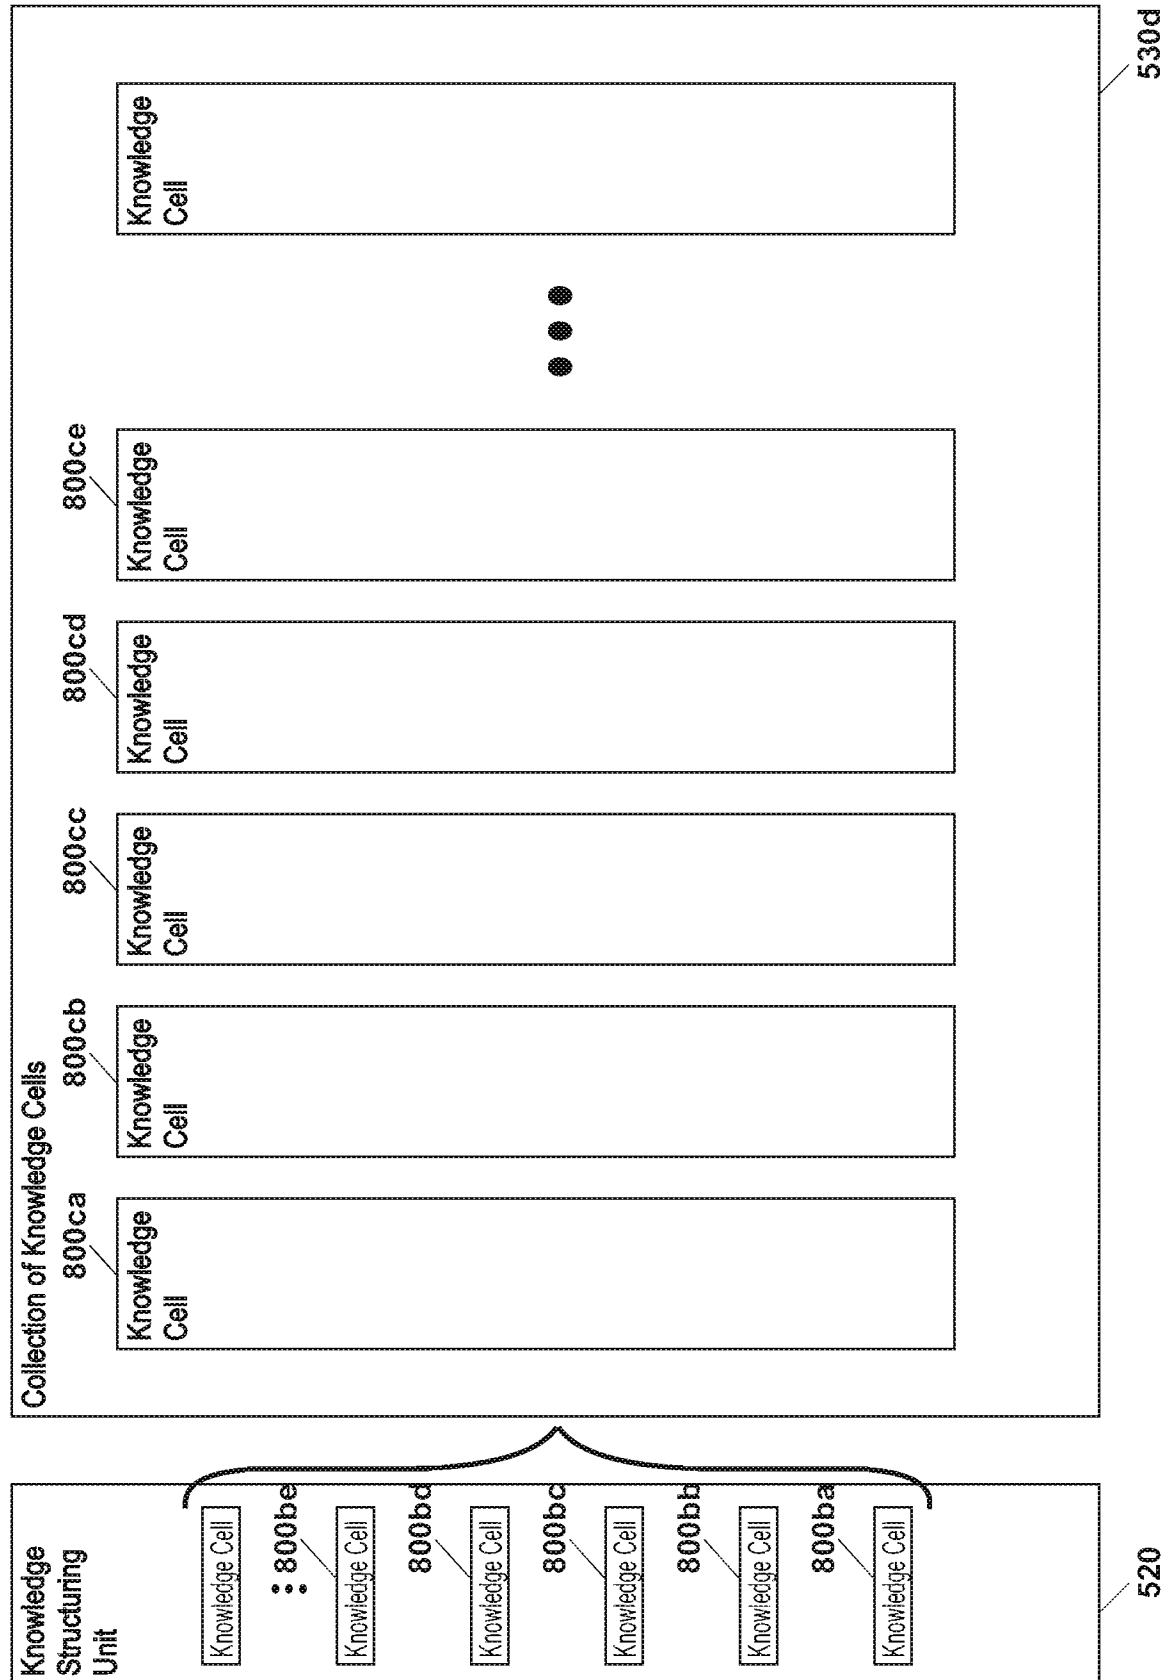 Knowledge
Structuring
Unit
Knowledge Cell
800be
Knowledge Cell
800bd
Knowledge Cell
800bc
Knowledge Cell
800bb
Knowledge Cell
800ba
Knowledge Cell
520
Collection of Knowledge Cells
800ca
Knowledge
Cell
800cb
Knowledge
Cell
800cc
Knowledge
Cell
800cd
Knowledge
Cell
800ce
Knowledge
Cell
Knowledge
Cell
530d